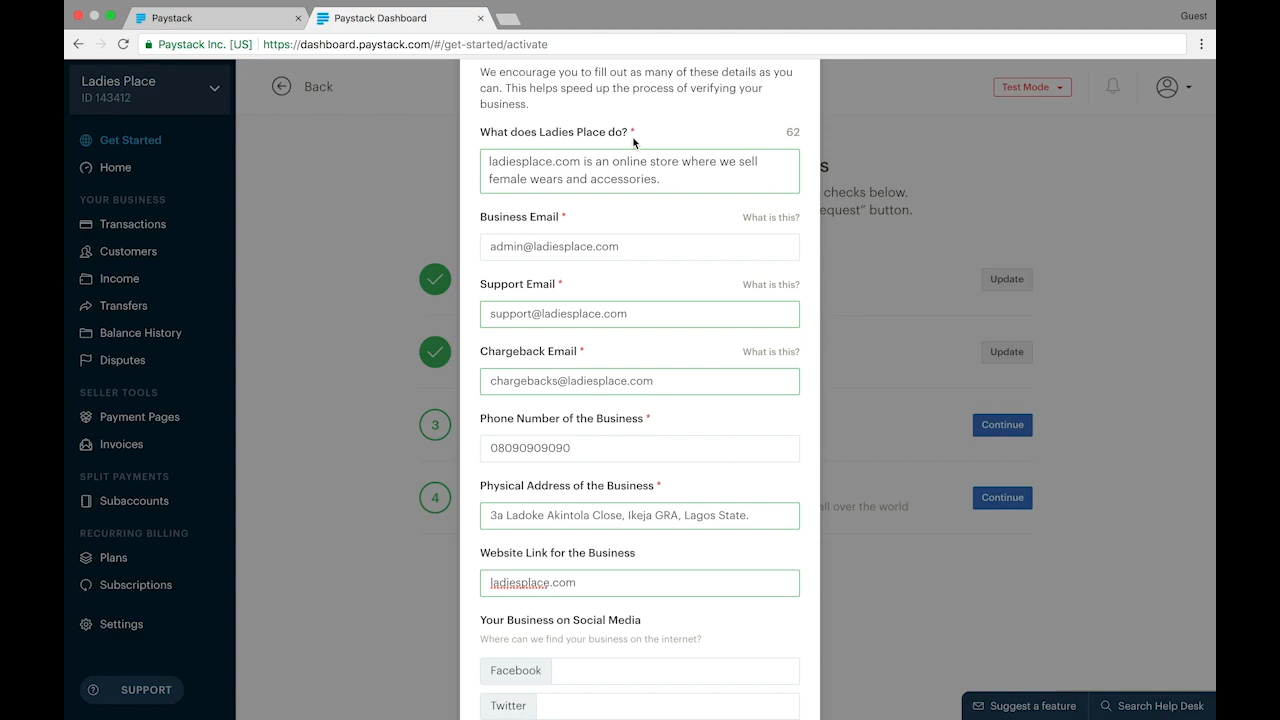 Paystack
Paystack Dashboard
Guest
Paystack Inc. [US]
https://dashboard.paystack.com/#/get-started/activate
Ladies Place
ID 143412
Back
Test Mode
Get Started
Home
YOUR BUSINESS
Transactions
Customers
Income
Transfers
Balance History
Disputes
SELLER TOOLS
Payment Pages
Invoices
SPLIT PAYMENTS
Subaccounts
RECURRING BILLING
Plans
Subscriptions
Settings
SUPPORT
We encourage you to fill out as many of these details as you
can. This helps speed up the process of verifying your
business.
What does Ladies Place do? *
62
ladiesplace.com is an online store where we sell
female wears and accessories.
Business Email *
What is this?
admin@ladiesplace.com
Support Email *
What is this?
support@ladiesplace.com
Chargeback Email *
What is this?
chargebacks@ladiesplace.com
Phone Number of the Business *
08090909090
Physical Address of the Business *
3a Ladoke Akintola Close, Ikeja GRA, Lagos State.
Website Link for the Business
ladiesplace.com
Your Business on Social Media
Where can we find your business on the internet?
Facebook
Twitter
s
checks below.
equest” button.
Update
Update
3
Continue
4
all over the world
Continue
Suggest a feature
Search Help Desk